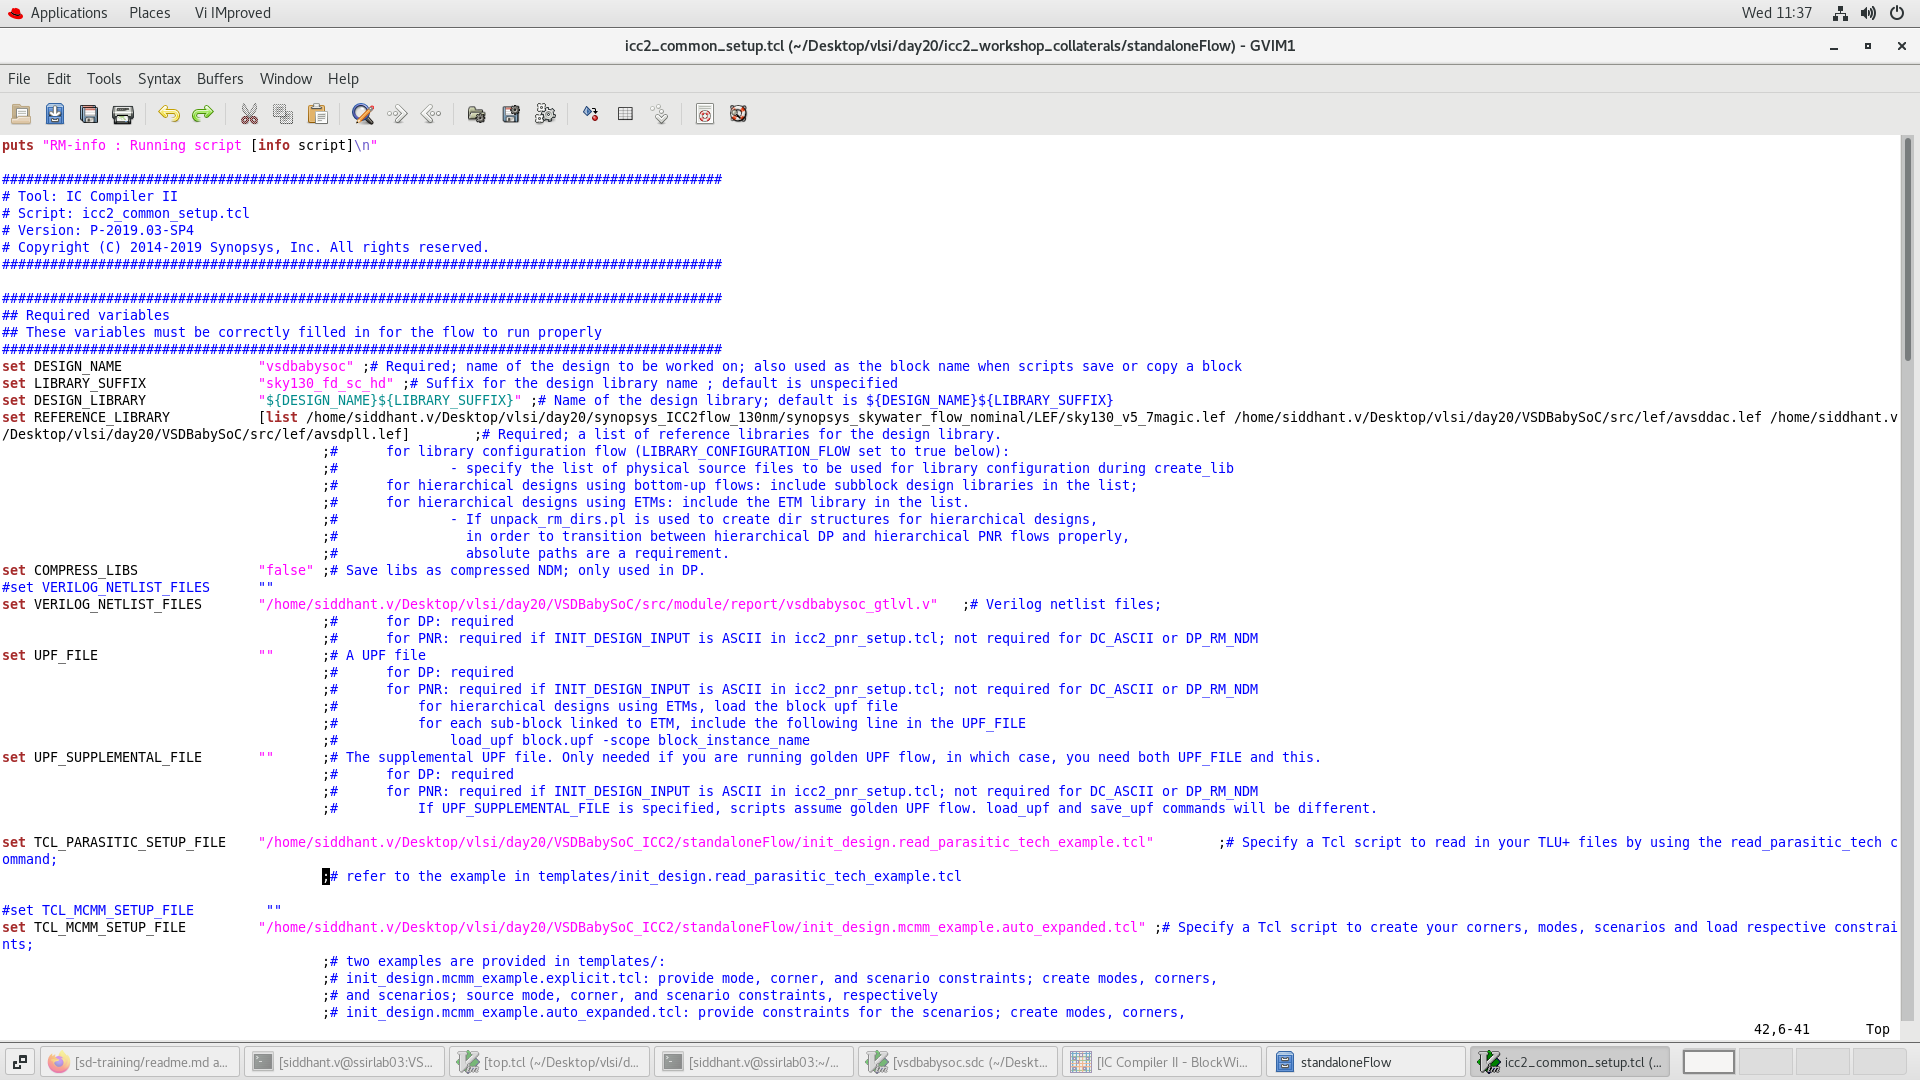 Applications Places Vi IMproved Wed 11:37
icc2_common_setup.tcl (~/Desktop/vlsi/day20/icc2_workshop_collaterals/standaloneFlow) - GVIM1
File Edit Tools Syntax Buffers Window Help
puts "RM-info : Running script [info script]\n"
##########################################################################################
# Tool: IC Compiler II
# Script: icc2_common_setup.tcl
# Version: P-2019.03-SP4
# Copyright (C) 2014-2019 Synopsys, Inc. All rights reserved.
##########################################################################################
##########################################################################################
## Required variables
## These variables must be correctly filled in for the flow to run properly
##########################################################################################
set DESIGN_NAME "vsdbabysoc" ;# Required; name of the design to be worked on; also used as the block name when scripts save or copy a block
set LIBRARY_SUFFIX "sky130_fd_sc_hd" ;# Suffix for the design library name ; default is unspecified
set DESIGN_LIBRARY "${DESIGN_NAME}${LIBRARY_SUFFIX}" ;# Name of the design library; default is ${DESIGN_NAME}${LIBRARY_SUFFIX}
set REFERENCE_LIBRARY [list /home/siddhant.v/Desktop/vlsi/day20/synopsys_ICC2flow_130nm/synopsys_skywater_flow_nominal/LEF/sky130_v5_7magic.lef /home/siddhant.v/Desktop/vlsi/day20/VSDBabySoC/src/lef/avsddac.lef /home/siddhant.v
/Desktop/vlsi/day20/VSDBabySoC/src/lef/avsdpll.lef] ;# Required; a list of reference libraries for the design library.
;# for library configuration flow (LIBRARY_CONFIGURATION_FLOW set to true below):
;# - specify the list of physical source files to be used for library configuration during create_lib
;# for hierarchical designs using bottom-up flows: include subblock design libraries in the list;
;# for hierarchical designs using ETMs: include the ETM library in the list.
;# - If unpack_rm_dirs.pl is used to create dir structures for hierarchical designs,
;# in order to transition between hierarchical DP and hierarchical PNR flows properly,
;# absolute paths are a requirement.
set COMPRESS_LIBS "false" ;# Save libs as compressed NDM; only used in DP.
#set VERILOG_NETLIST_FILES ""
set VERILOG_NETLIST_FILES "/home/siddhant.v/Desktop/vlsi/day20/VSDBabySoC/src/module/report/vsdbabysoc_gtlvl.v" ;# Verilog netlist files;
;# for DP: required
;# for PNR: required if INIT_DESIGN_INPUT is ASCII in icc2_pnr_setup.tcl; not required for DC_ASCII or DP_RM_NDM
set UPF_FILE "" ;# A UPF file
;# for DP: required
;# for PNR: required if INIT_DESIGN_INPUT is ASCII in icc2_pnr_setup.tcl; not required for DC_ASCII or DP_RM_NDM
;# for hierarchical designs using ETMs, load the block upf file
;# for each sub-block linked to ETM, include the following line in the UPF_FILE
;# load_upf block.upf -scope block_instance_name
set UPF_SUPPLEMENTAL_FILE "" ;# The supplemental UPF file. Only needed if you are running golden UPF flow, in which case, you need both UPF_FILE and this.
;# for DP: required
;# for PNR: required if INIT_DESIGN_INPUT is ASCII in icc2_pnr_setup.tcl; not required for DC_ASCII or DP_RM_NDM
;# If UPF_SUPPLEMENTAL_FILE is specified, scripts assume golden UPF flow. load_upf and save_upf commands will be different.
set TCL_PARASITIC_SETUP_FILE "/home/siddhant.v/Desktop/vlsi/day20/VSDBabySoC_ICC2/standaloneFlow/init_design.read_parasitic_tech_example.tcl" ;# Specify a Tcl script to read in your TLU+ files by using the read_parasitic_tech c
ommand;
;# refer to the example in templates/init_design.read_parasitic_tech_example.tcl
#set TCL_MCMM_SETUP_FILE ""
set TCL_MCMM_SETUP_FILE "/home/siddhant.v/Desktop/vlsi/day20/VSDBabySoC_ICC2/standaloneFlow/init_design.mcmm_example.auto_expanded.tcl" ;# Specify a Tcl script to create your corners, modes, scenarios and load respective constrai
nts;
;# two examples are provided in templates/:
;# init_design.mcmm_example.explicit.tcl: provide mode, corner, and scenario constraints; create modes, corners,
;# and scenarios; source mode, corner, and scenario constraints, respectively
;# init_design.mcmm_example.auto_expanded.tcl: provide constraints for the scenarios; create modes, corners,
42,6-41 Top
[sd-training/readme.md a... [siddhant.v@ssirlab03:VS... [top.tcl (~/Desktop/vlsi/d... [siddhant.v@ssirlab03:~/... [vsdbabysoc.sdc (~/Deskt... [IC Compiler II - BlockWi... standaloneFlow icc2_common_setup.tcl (...